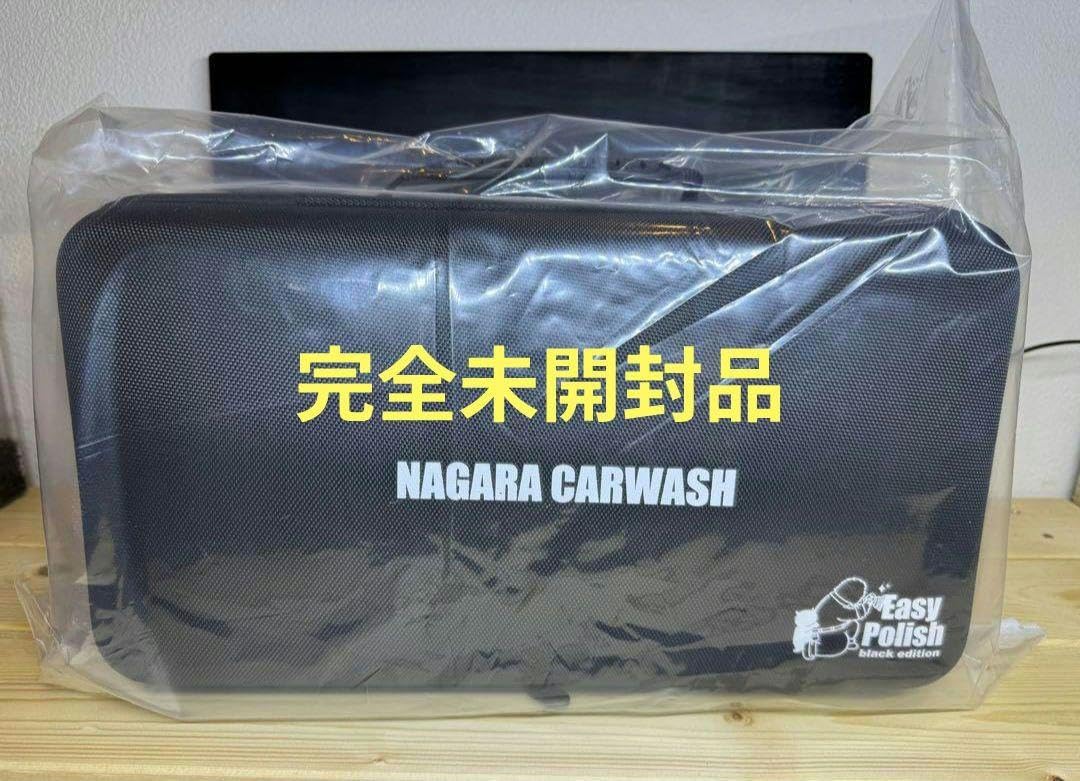 完全未開封品
NAGARA CARWASH
Easy
Polish
black edition